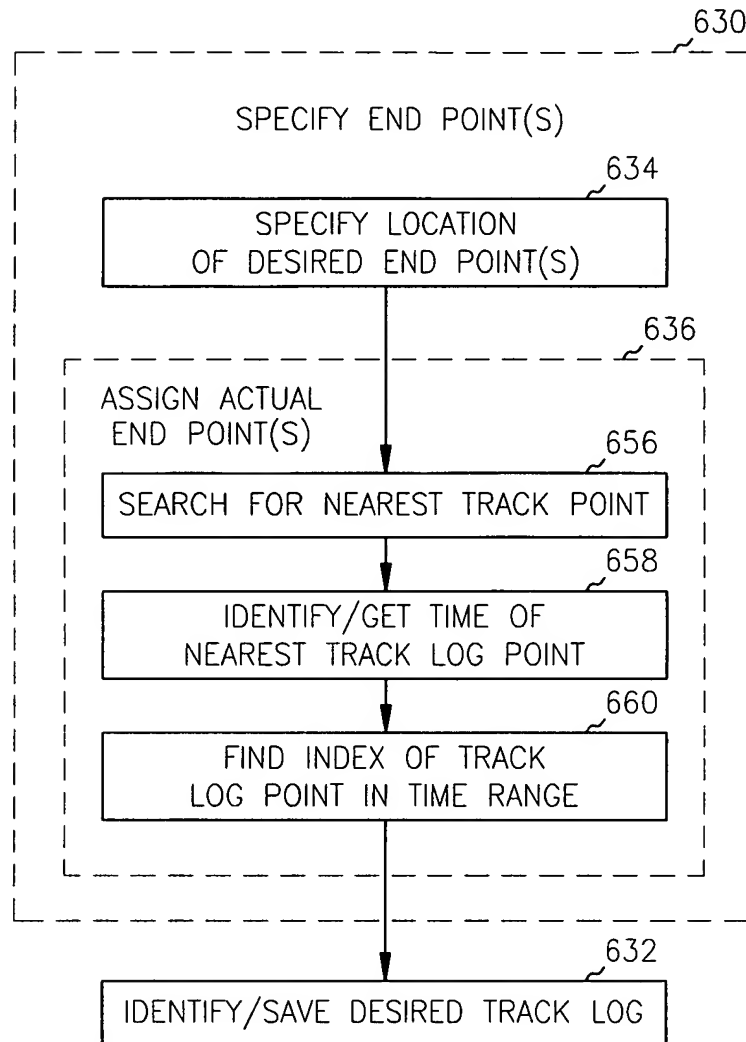 630
SPECIFY END POINT(S)
634
SPECIFY LOCATION
OF DESIRED END POINT(S)
636
ASSIGN ACTUAL
END POINT(S)
656
SEARCH FOR NEAREST TRACK POINT
658
IDENTIFY/GET TIME OF
NEAREST TRACK LOG POINT
660
FIND INDEX OF TRACK
LOG POINT IN TIME RANGE
632
IDENTIFY/SAVE DESIRED TRACK LOG